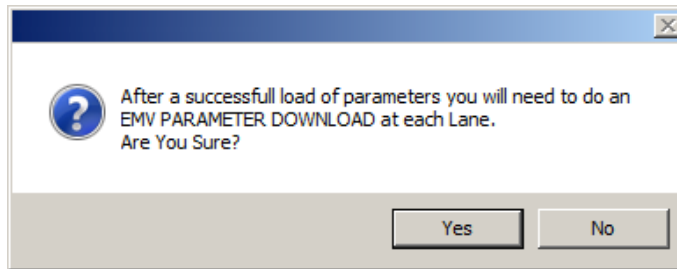 After a successfull load of parameters you will need to do an
EMV PARAMETER DOWNLOAD at each Lane.
Are You Sure?
Yes
No